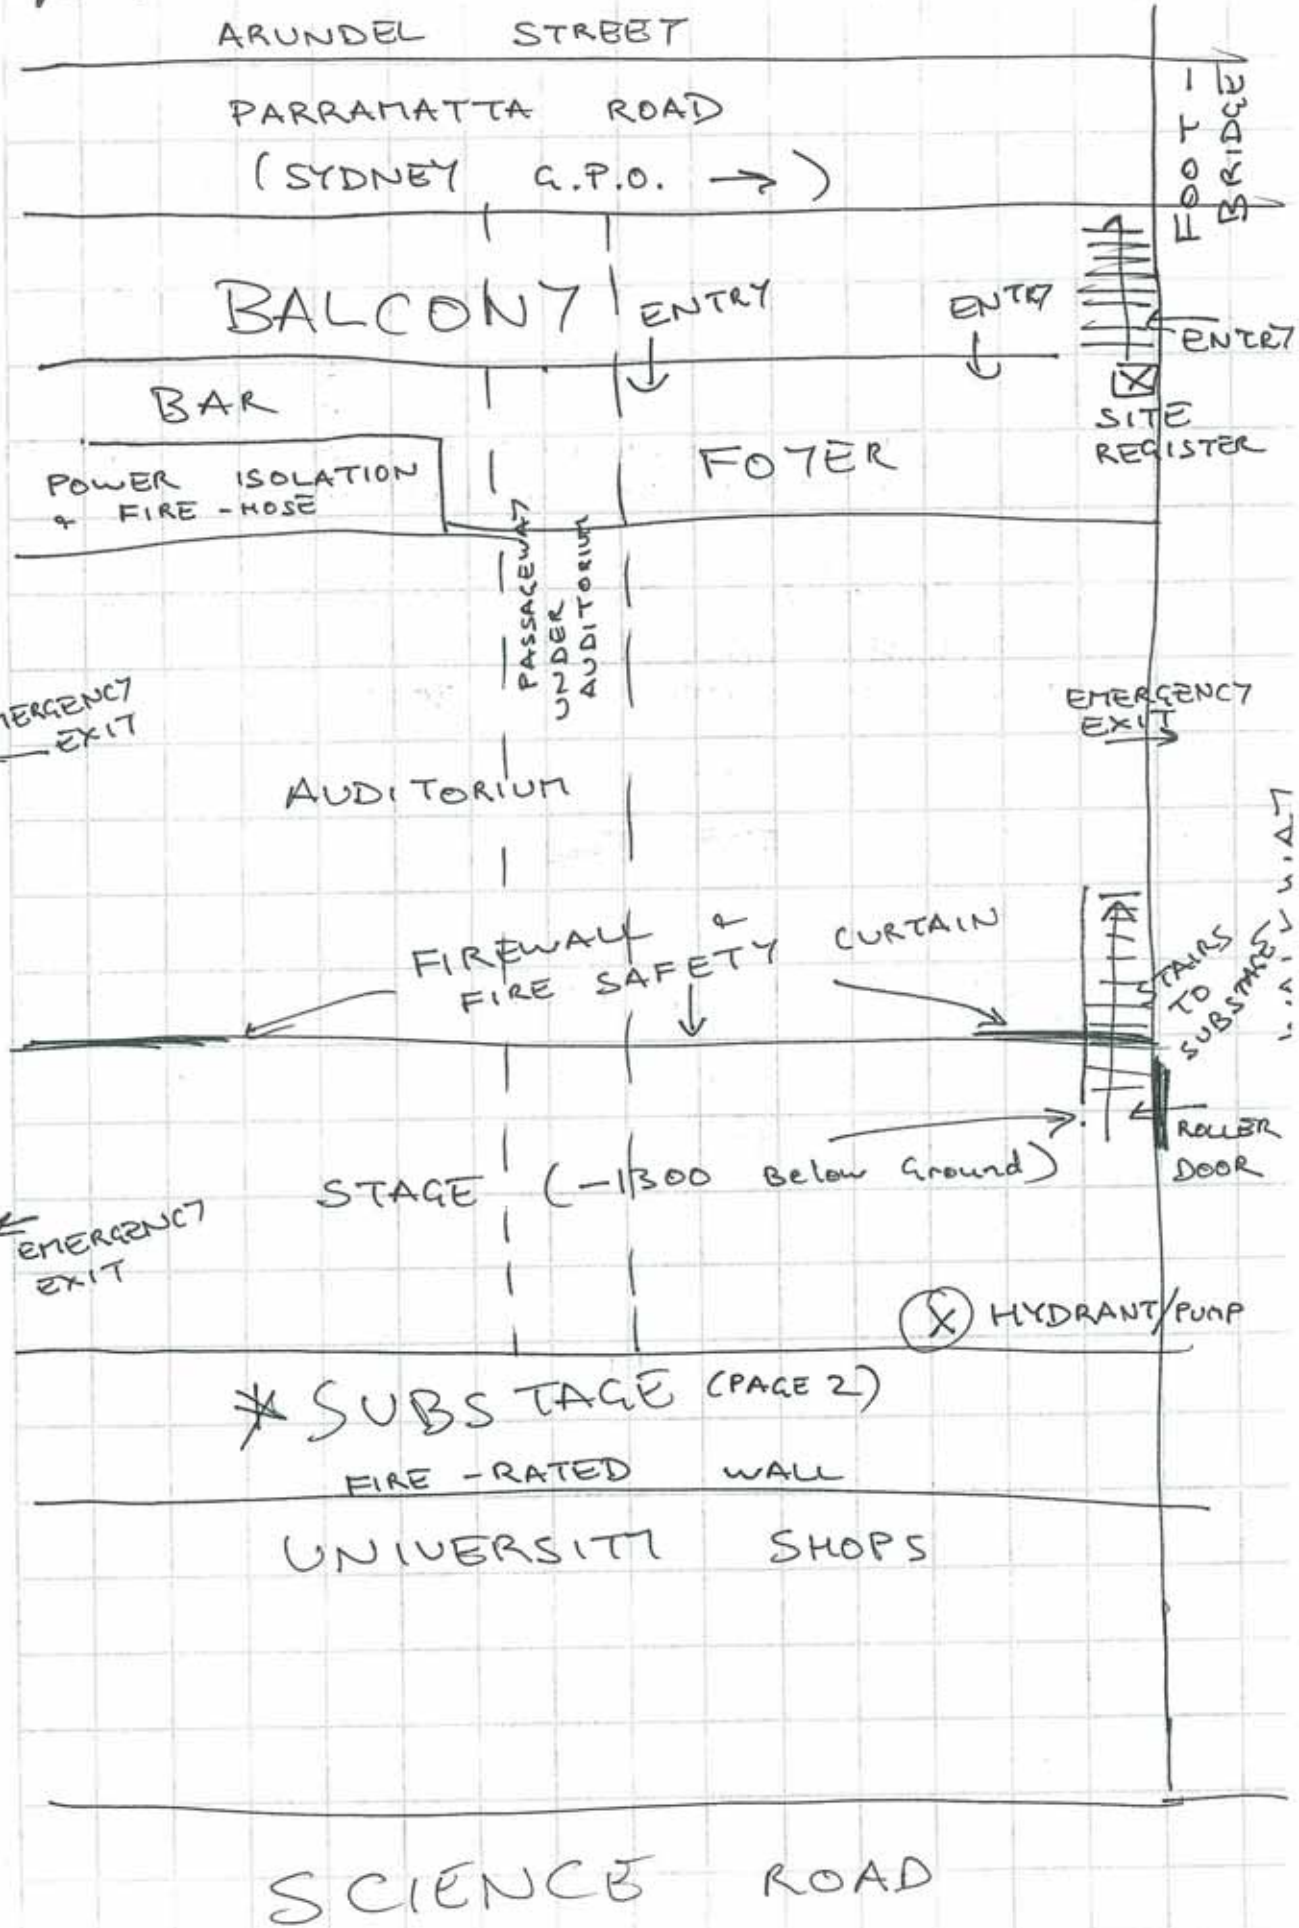 ARUNDEL STREET
PARRAMATTA ROAD
(SYDNEY G.P.O. →)
FOOT-
BRIDGE
BALCONY
ENTRY
ENTRY
ENTRY
BAR
X
SITE
REGISTER
POWER ISOLATION
& FIRE-HOSE
FOYER
PASSAGEWAY
UNDER
AUDITORIUM
EMERGENCY
EXIT
EMERGENCY
EXIT
AUDITORIUM
FIREWALL &
FIRE SAFETY CURTAIN
STAIRS
TO
SUBSTAGE
ROLLER
DOOR
STAGE (-1300 Below Ground)
EMERGENCY
EXIT
X HYDRANT/PUMP
* SUBSTAGE (PAGE 2)
FIRE-RATED WALL
UNIVERSITY SHOPS
SCIENCE ROAD